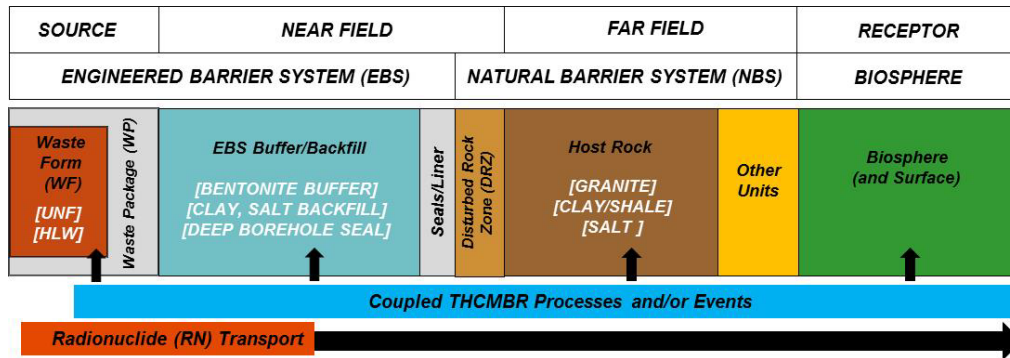 SOURCE
NEAR FIELD
FAR FIELD
RECEPTOR
ENGINEERED BARRIER SYSTEM (EBS)
NATURAL BARRIER SYSTEM (NBS)
BIOSPHERE
Waste
Form
(WF)
[UNF]
[HLW]
Waste Package (WP)
EBS Buffer/Backfill
[BENTONITE BUFFER]
[CLAY, SALT BACKFILL]
[DEEP BOREHOLE SEAL]
Seals/Liner
Disturbed Rock
Zone (DRZ)
Host Rock
[GRANITE]
[CLAY/SHALE]
[SALT ]
Other
Units
Biosphere
(and Surface)
Coupled THCMBR Processes and/or Events
Radionuclide (RN) Transport